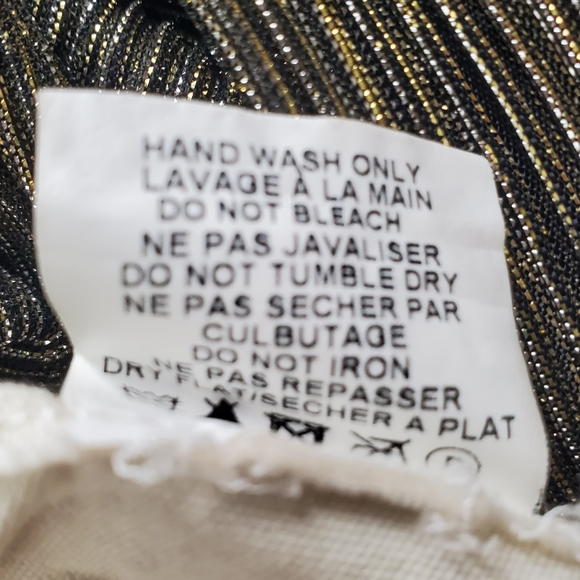 HAND WASH ONLY
LAVAGE À LA MAIN
DO NOT BLEACH
NE PAS JAVALISER
DO NOT TUMBLE DRY
NE PAS SECHER PAR
CULBUTAGE
DO NOT IRON
NE PAS REPASSER
DRY FLAT/SECHER A PLAT